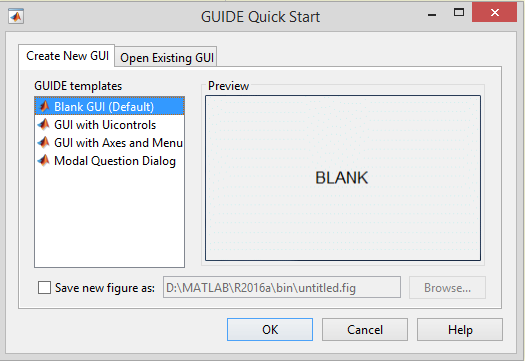 GUIDE Quick Start
Create New GUI
Open Existing GUI
GUIDE templates
Preview
Blank GUI (Default)
GUI with Uicontrols
GUI with Axes and Menu
Modal Question Dialog
BLANK
Save new figure as:
D:\MATLAB\R2016a\bin\untitled.fig
Browse...
OK
Cancel
Help